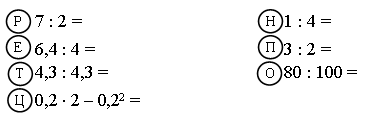 Р 7 : 2 =
Е 6,4 : 4 =
Т 4,3 : 4,3 =
Ц 0,2 · 2 – 0,2² =
Н 1 : 4 =
П 3 : 2 =
О 80 : 100 =